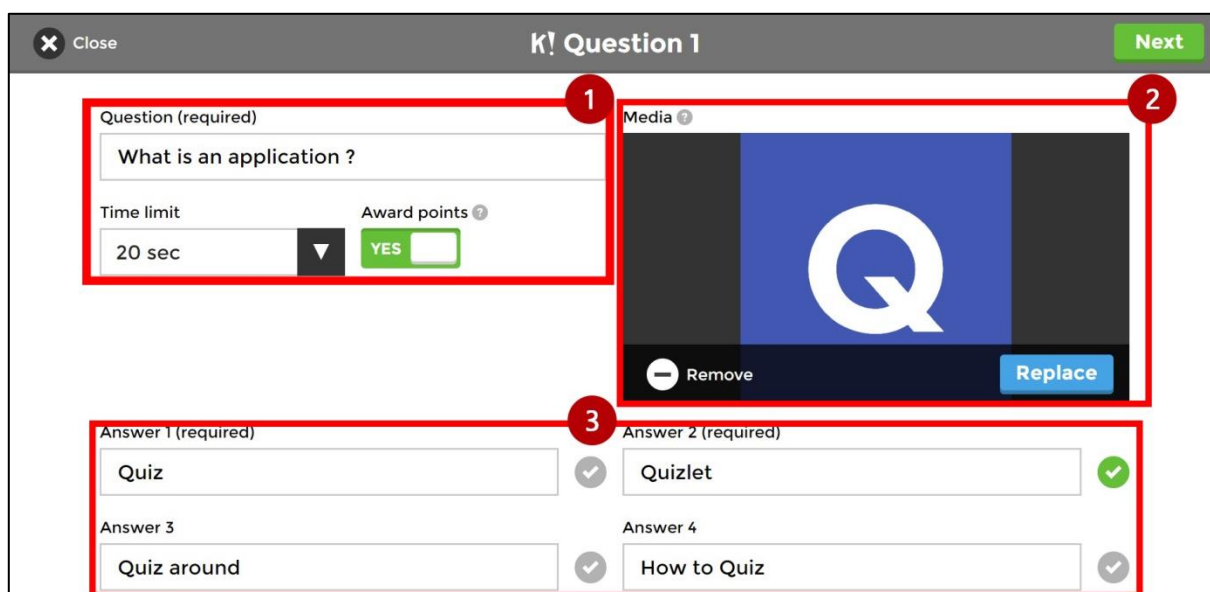 Close
K! Question 1
Next
1
Question (required)
What is an application ?
Time limit
Award points ?
20 sec
YES
2
Media ?
Q
Remove
Replace
3
Answer 1 (required)
Answer 2 (required)
Quiz
Quizlet
Answer 3
Answer 4
Quiz around
How to Quiz